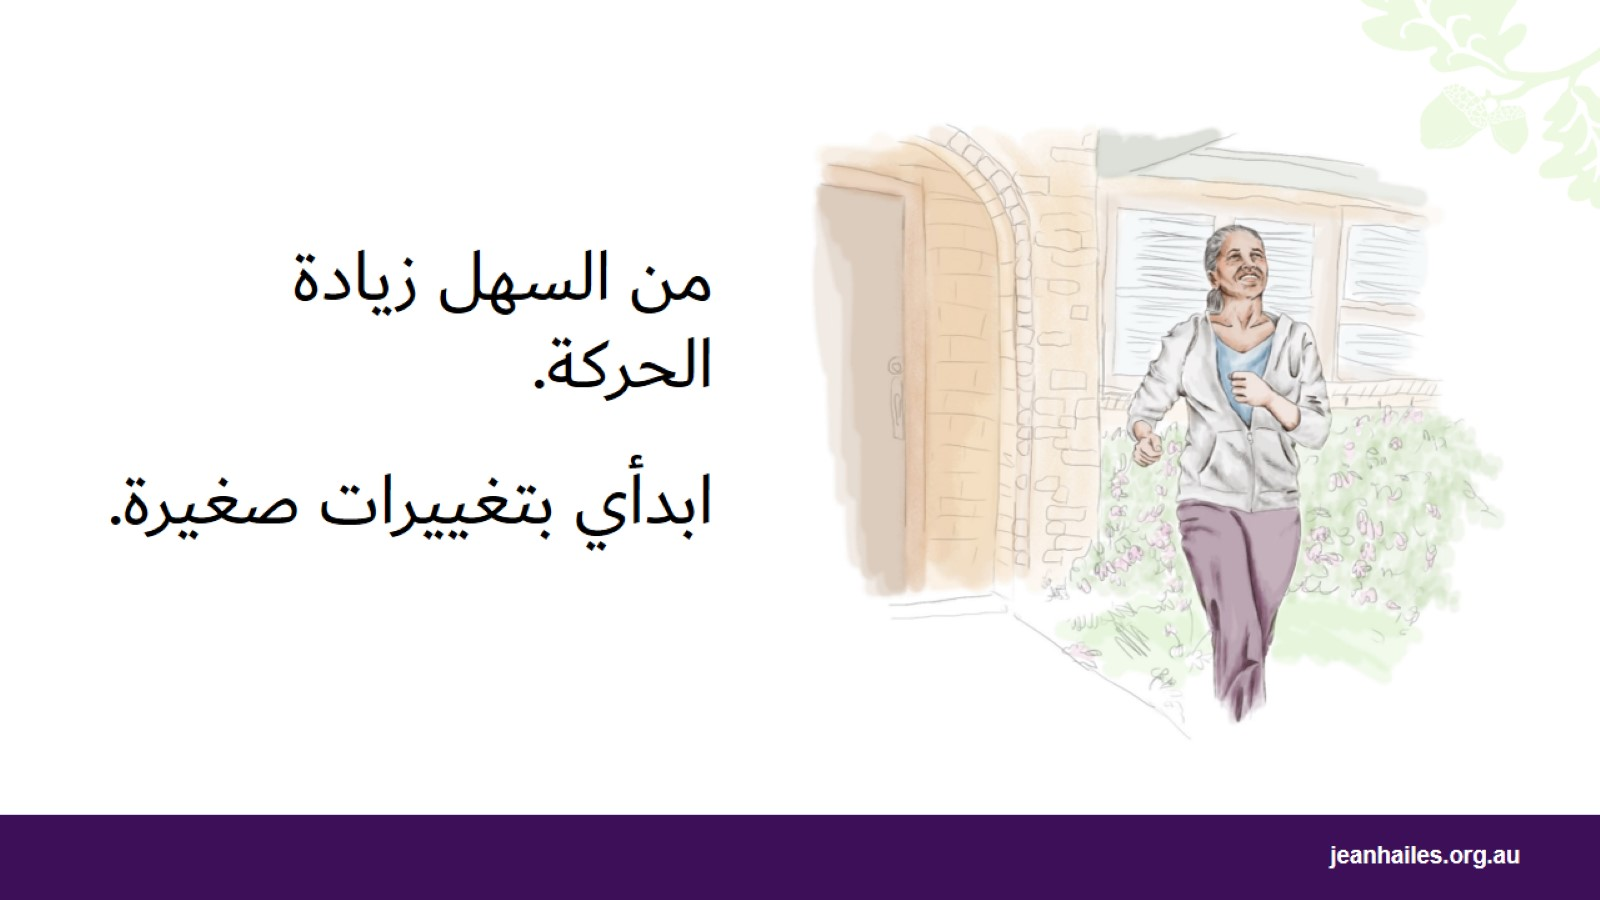 من السهل زيادة
الحركة.
ابدأي بتغييرات صغيرة.
jeanhailes.org.au